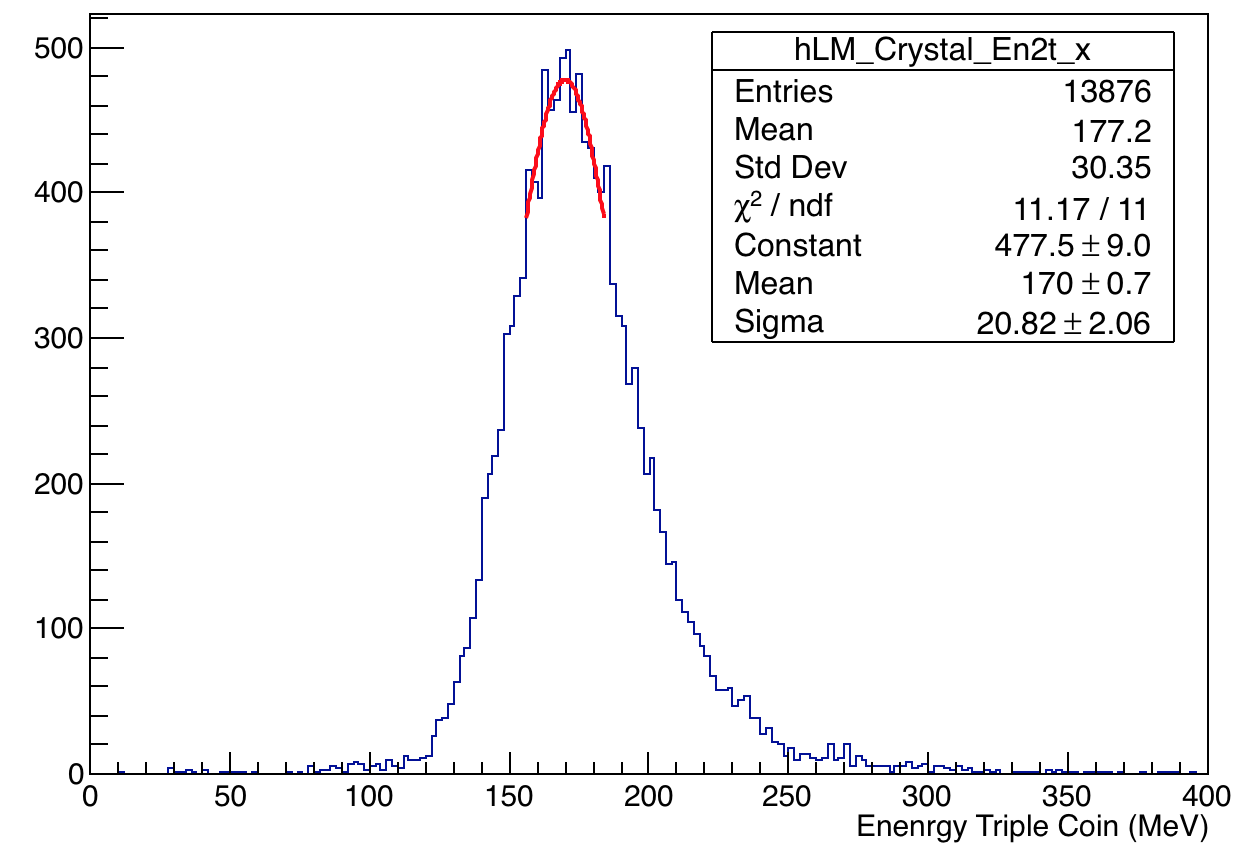 hLM_Crystal_En2t_x
Entries 13876
Mean 177.2
Std Dev 30.35
χ² / ndf 11.17 / 11
Constant 477.5 ± 9.0
Mean 170 ± 0.7
Sigma 20.82 ± 2.06
500
400
300
200
100
0
0 50 100 150 200 250 300 350 400
Enenrgy Triple Coin (MeV)